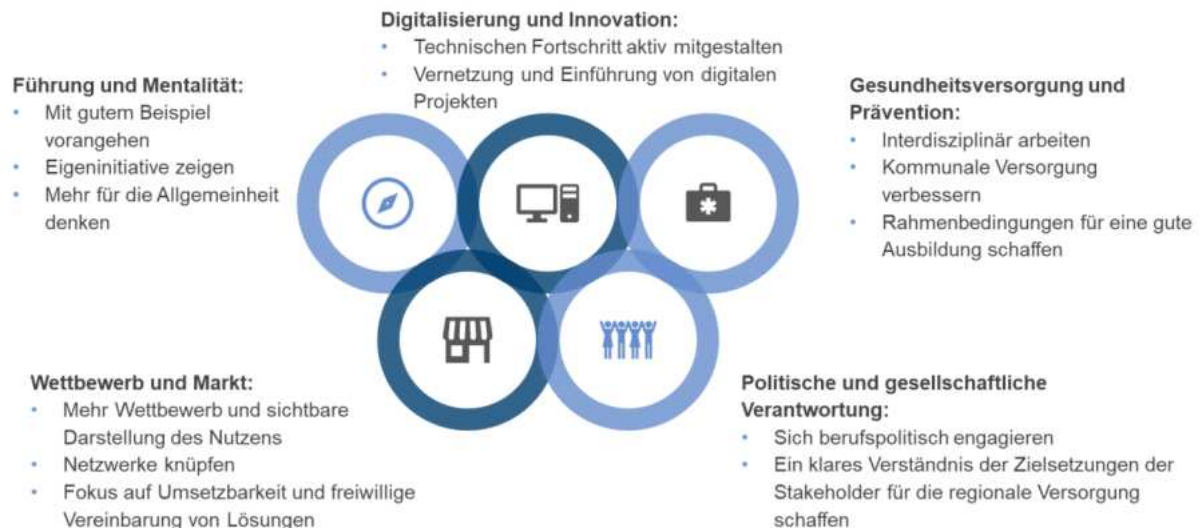 Digitalisierung und Innovation:
• Technischen Fortschritt aktiv mitgestalten
• Vernetzung und Einführung von digitalen
Projekten
Führung und Mentalität:
• Mit gutem Beispiel
vorangehen
• Eigeninitiative zeigen
• Mehr für die Allgemeinheit
denken
Gesundheitsversorgung und
Prävention:
• Interdisziplinär arbeiten
• Kommunale Versorgung
verbessern
• Rahmenbedingungen für eine gute
Ausbildung schaffen
Wettbewerb und Markt:
• Mehr Wettbewerb und sichtbare
Darstellung des Nutzens
• Netzwerke knüpfen
• Fokus auf Umsetzbarkeit und freiwillige
Vereinbarung von Lösungen
Politische und gesellschaftliche
Verantwortung:
• Sich berufspolitisch engagieren
• Ein klares Verständnis der Zielsetzungen der
Stakeholder für die regionale Versorgung
schaffen